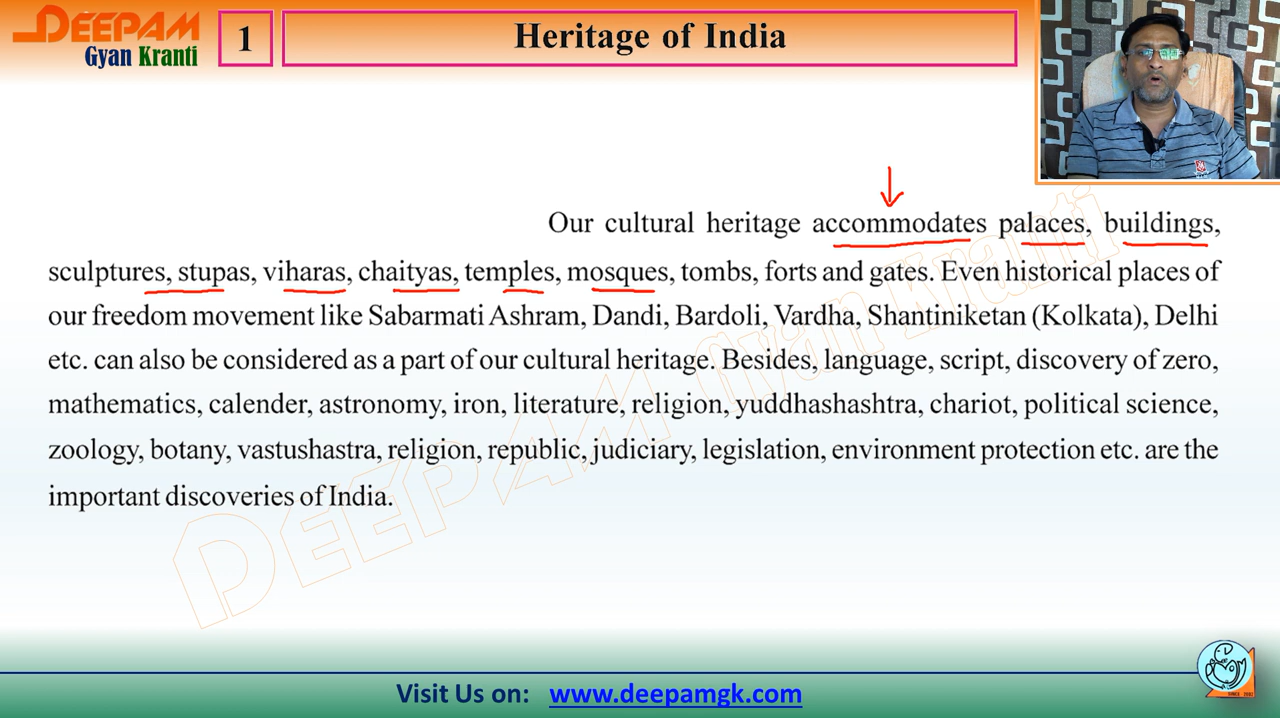 DEEPAM
Gyan Kranti
1
Heritage of India
Our cultural heritage accommodates palaces, buildings,
sculptures, stupas, viharas, chaityas, temples, mosques, tombs, forts and gates. Even historical places of
our freedom movement like Sabarmati Ashram, Dandi, Bardoli, Vardha, Shantiniketan (Kolkata), Delhi
etc. can also be considered as a part of our cultural heritage. Besides, language, script, discovery of zero,
mathematics, calender, astronomy, iron, literature, religion, yuddhashashtra, chariot, political science,
zoology, botany, vastushastra, religion, republic, judiciary, legislation, environment protection etc. are the
important discoveries of India.
DEEPAM Gyan Kranti
Visit Us on: www.deepamgk.com